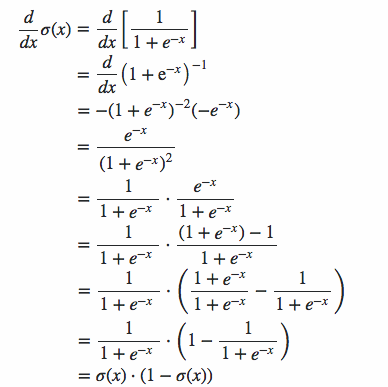 d/dx σ(x) = d/dx [ 1 / (1 + e⁻ˣ) ]
= d/dx (1 + e⁻ˣ)⁻¹
= −(1 + e⁻ˣ)⁻²(−e⁻ˣ)
= e⁻ˣ / (1 + e⁻ˣ)²
= 1 / (1 + e⁻ˣ) · e⁻ˣ / (1 + e⁻ˣ)
= 1 / (1 + e⁻ˣ) · ((1 + e⁻ˣ) − 1) / (1 + e⁻ˣ)
= 1 / (1 + e⁻ˣ) · ( (1 + e⁻ˣ) / (1 + e⁻ˣ) − 1 / (1 + e⁻ˣ) )
= 1 / (1 + e⁻ˣ) · ( 1 − 1 / (1 + e⁻ˣ) )
= σ(x) · (1 − σ(x))